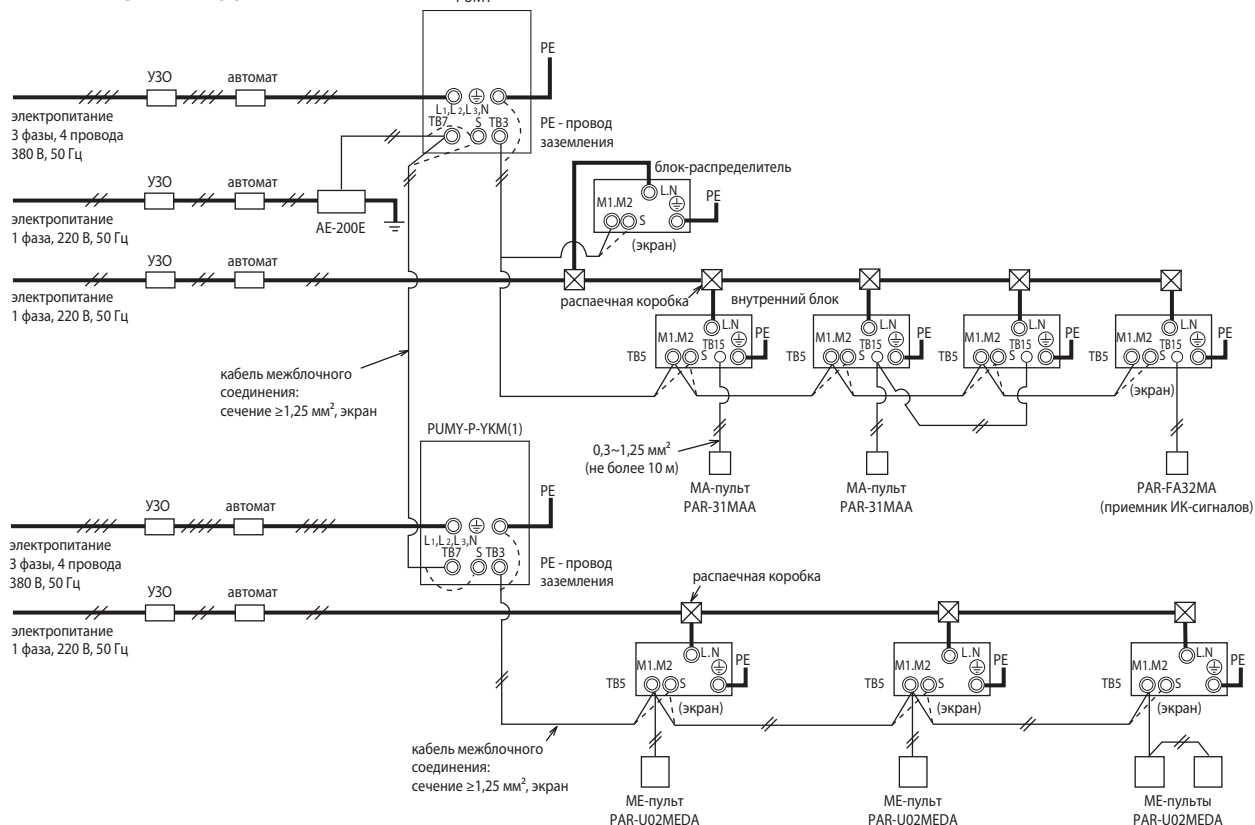 PE
УЗО
автомат
L1,L2,L3,N
TB7
S
TB3
PE - провод
заземления
электропитание
3 фазы, 4 провода
380 В, 50 Гц
УЗО
автомат
AE-200E
электропитание
1 фаза, 220 В, 50 Гц
блок-распределитель
L.N
M1.M2
S
PE
(экран)
УЗО
автомат
электропитание
1 фаза, 220 В, 50 Гц
распаечная коробка
внутренний блок
L.N
M1.M2
TB5
S
TB15
PE
L.N
M1.M2
TB5
S
TB15
PE
L.N
M1.M2
TB5
S
TB15
PE
L.N
M1.M2
TB5
S
TB15
PE
(экран)
кабель межблочного
соединения:
сечение ≥1,25 мм², экран
0,3~1,25 мм²
(не более 10 м)
МА-пульт
PAR-31MAA
МА-пульт
PAR-31MAA
PAR-FA32MA
(приемник ИК-сигналов)
PUMY-P-YKM(1)
PE
УЗО
автомат
L1,L2,L3,N
TB7
S
TB3
PE - провод
заземления
электропитание
3 фазы, 4 провода
380 В, 50 Гц
УЗО
автомат
электропитание
1 фаза, 220 В, 50 Гц
распаечная коробка
L.N
M1.M2
TB5
S
PE
(экран)
L.N
M1.M2
TB5
S
PE
(экран)
L.N
M1.M2
TB5
S
PE
(экран)
кабель межблочного
соединения:
сечение ≥1,25 мм², экран
МЕ-пульт
PAR-U02MEDA
МЕ-пульт
PAR-U02MEDA
МЕ-пульты
PAR-U02MEDA